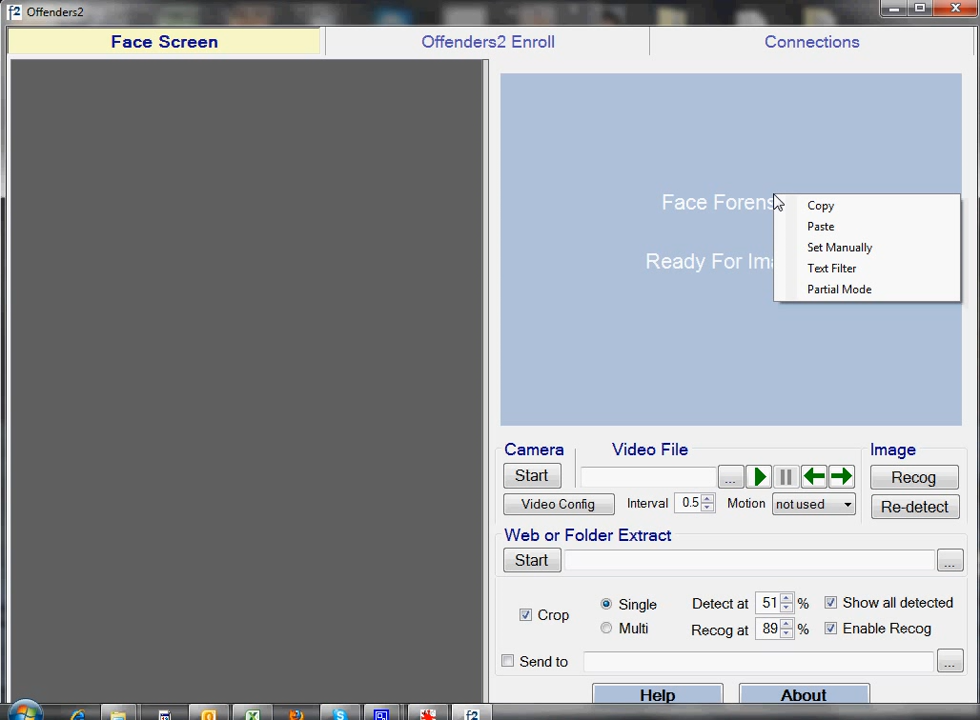 f2 Offenders2
Face Screen
Offenders2 Enroll
Connections
Face Forens
Ready For Ima
Copy
Paste
Set Manually
Text Filter
Partial Mode
Camera
Video File
Image
Start
...
Recog
Video Config
Interval 0.5
Motion not used
Re-detect
Web or Folder Extract
Start
...
Crop
Single
Multi
Detect at 51 %
Recog at 89 %
Show all detected
Enable Recog
Send to
...
Help
About
f2